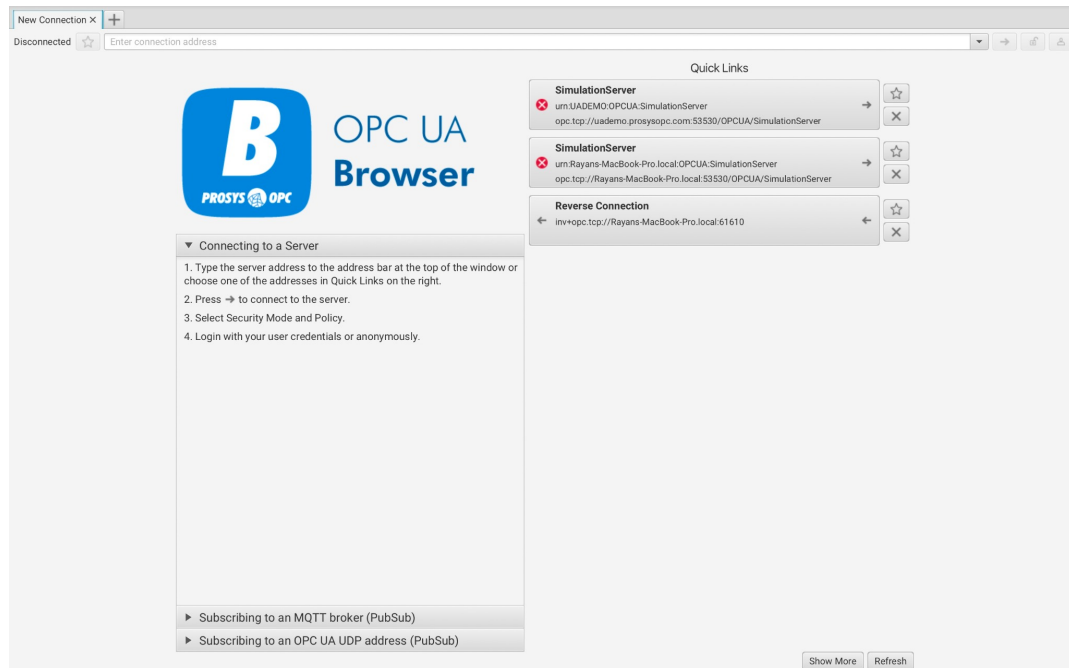 New Connection
Disconnected
Enter connection address
Quick Links
B
PROSYS OPC
OPC UA
Browser
SimulationServer
urn:UADEMO:OPCUA:SimulationServer
opc.tcp://uademo.prosysopc.com:53530/OPCUA/SimulationServer
SimulationServer
urn:Rayans-MacBook-Pro.local:OPCUA:SimulationServer
opc.tcp://Rayans-MacBook-Pro.local:53530/OPCUA/SimulationServer
Reverse Connection
inv+opc.tcp://Rayans-MacBook-Pro.local:61610
Connecting to a Server
1. Type the server address to the address bar at the top of the window or
choose one of the addresses in Quick Links on the right.
2. Press → to connect to the server.
3. Select Security Mode and Policy.
4. Login with your user credentials or anonymously.
Subscribing to an MQTT broker (PubSub)
Subscribing to an OPC UA UDP address (PubSub)
Show More
Refresh